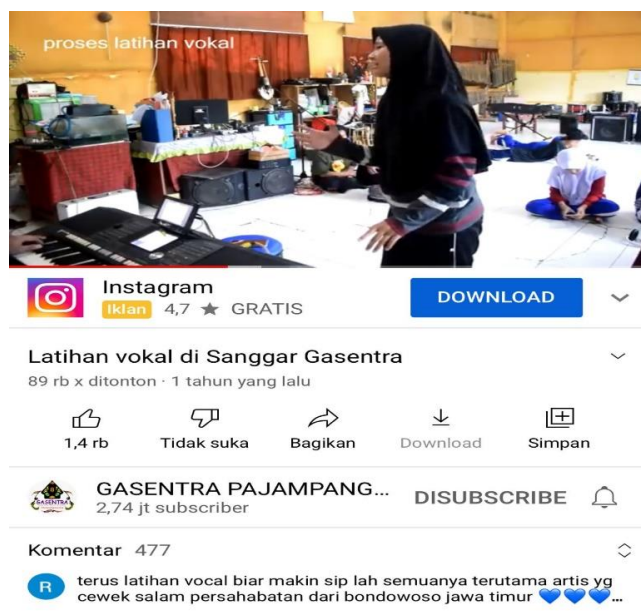 proses latihan vokal
Instagram
Iklan 4,7 ★ GRATIS
DOWNLOAD
Latihan vokal di Sanggar Gasentra
89 rb x ditonton · 1 tahun yang lalu
1,4 rb Tidak suka Bagikan Download Simpan
GASENTRA PAJAMPANG...
DISUBSCRIBE
2,74 jt subscriber
Komentar 477
R
terus latihan vocal biar makin sip lah semuanya terutama artis yg
cewek salam persahabatan dari bondowoso jawa timur 💙💙💙...